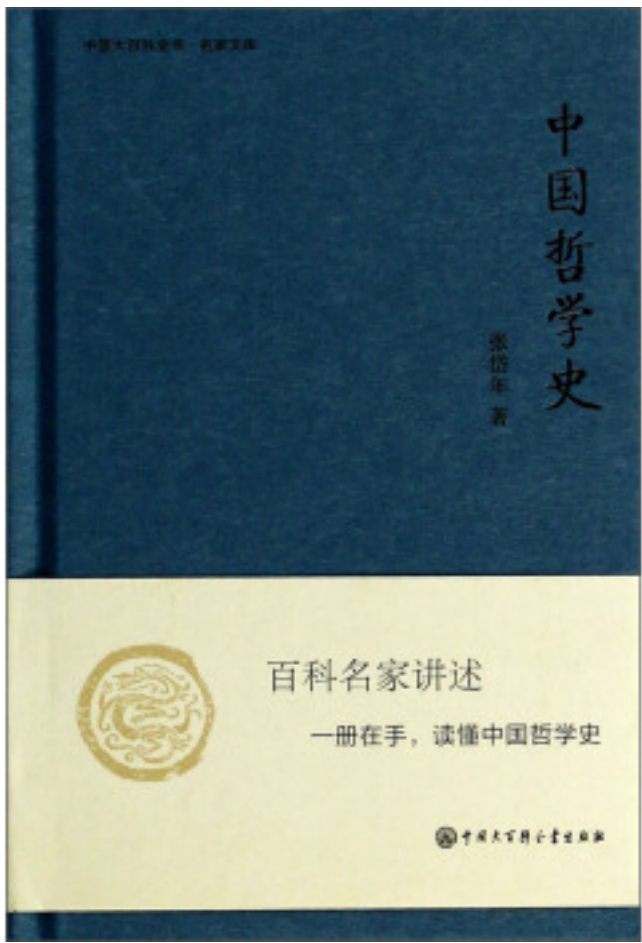 中国大百科全书 名家文库
中国哲学史
张岱年 著
百科名家讲述
一册在手，读懂中国哲学史
中国大百科全书出版社